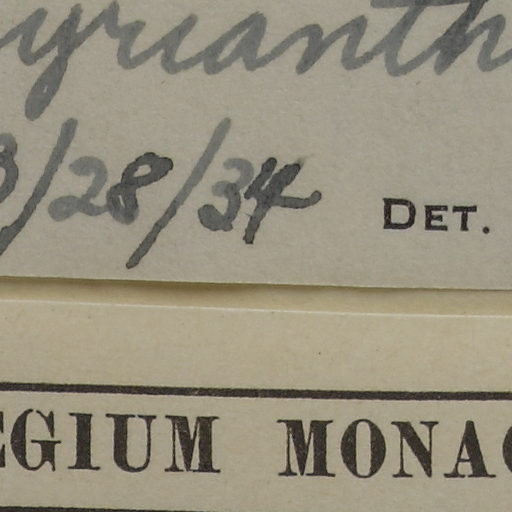 yrianth
3/28/34 DET.
EGIUM MONAC